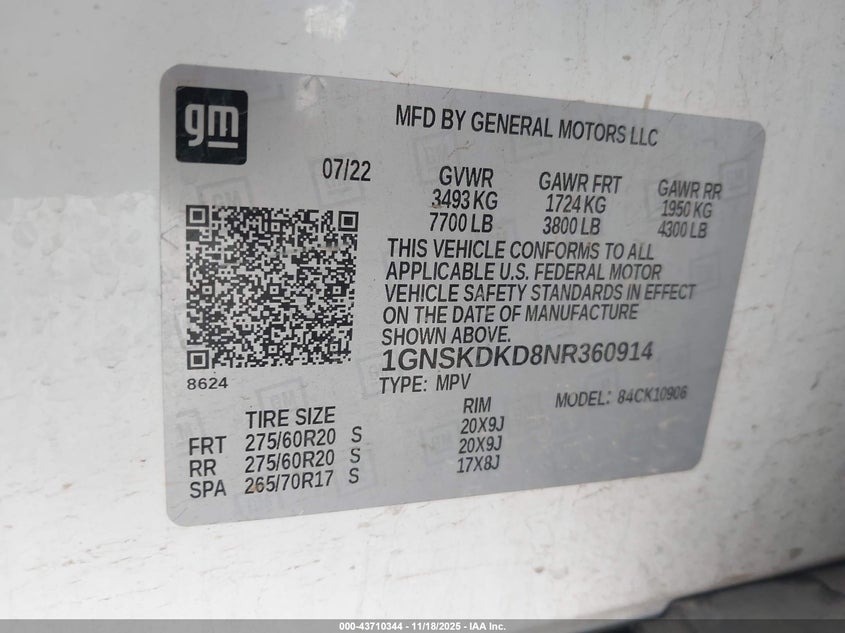 gm
MFD BY GENERAL MOTORS LLC
07/22
GVWR GAWR FRT GAWR RR
3493 KG 1724 KG 1950 KG
7700 LB 3800 LB 4300 LB
THIS VEHICLE CONFORMS TO ALL
APPLICABLE U.S. FEDERAL MOTOR
VEHICLE SAFETY STANDARDS IN EFFECT
ON THE DATE OF MANUFACTURE
SHOWN ABOVE.
1GNSKDKD8NR360914
8624
TYPE: MPV MODEL: 84CK10906
TIRE SIZE RIM
FRT 275/60R20 S 20X9J
RR 275/60R20 S 20X9J
SPA 265/70R17 S 17X8J
000-43710344 — 11/18/2025 — IAA Inc.